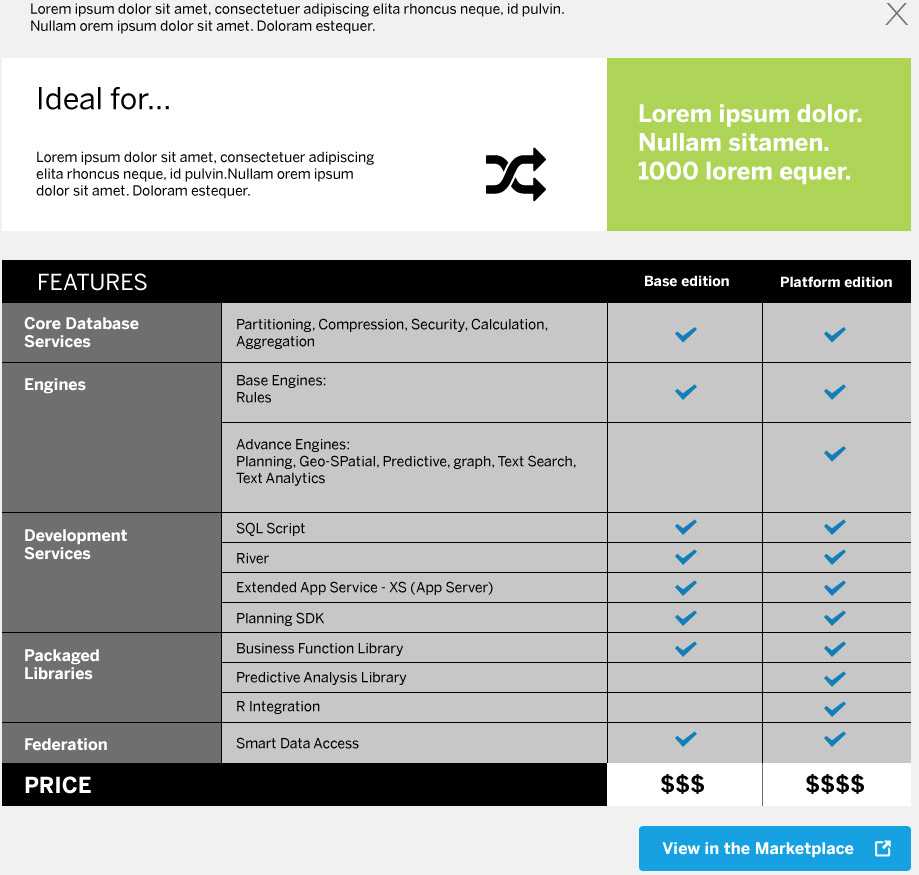 Lorem ipsum dolor sit amet, consectetuer adipiscing elita rhoncus neque, id pulvin.
Nullam orem ipsum dolor sit amet. Doloram estequer.
Ideal for...
Lorem ipsum dolor sit amet, consectetuer adipiscing
elita rhoncus neque, id pulvin.Nullam orem ipsum
dolor sit amet. Doloram estequer.
Lorem ipsum dolor.
Nullam sitamen.
1000 lorem equer.
FEATURES
Base edition
Platform edition
Core Database
Services
Partitioning, Compression, Security, Calculation,
Aggregation
Engines
Base Engines:
Rules
Advance Engines:
Planning, Geo-SPatial, Predictive, graph, Text Search,
Text Analytics
Development
Services
SQL Script
River
Extended App Service - XS (App Server)
Planning SDK
Packaged
Libraries
Business Function Library
Predictive Analysis Library
R Integration
Federation
Smart Data Access
PRICE
$$$
$$$$
View in the Marketplace